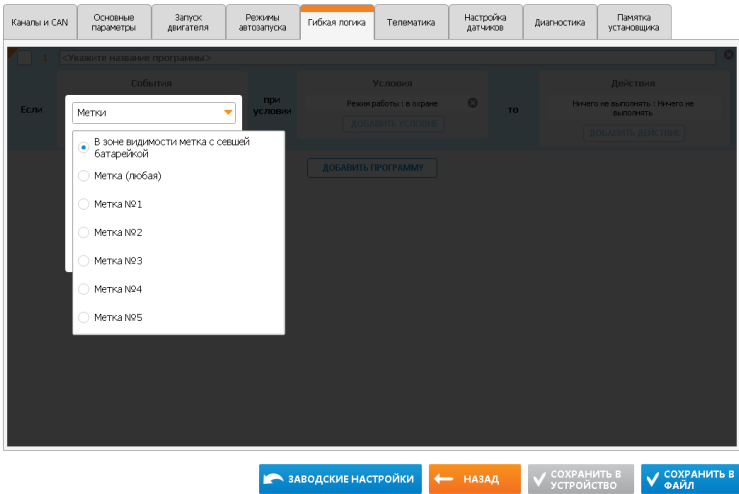 Каналы и CAN
Основные
параметры
Запуск
двигателя
Режимы
автозапуска
Гибкая логика
Телематика
Настройка
датчиков
Диагностика
Памятка
установщика
1 <Укажите название программы>
События
Условия
Действия
Если
при
условии
Режим работы : в охране
то
Ничего не выполнять : Ничего не
выполнять
ДОБАВИТЬ УСЛОВИЕ
ДОБАВИТЬ ДЕЙСТВИЕ
ДОБАВИТЬ ПРОГРАММУ
Метки
В зоне видимости метка с севшей
батарейкой
Метка (любая)
Метка №1
Метка №2
Метка №3
Метка №4
Метка №5
ЗАВОДСКИЕ НАСТРОЙКИ
НАЗАД
СОХРАНИТЬ В
УСТРОЙСТВО
СОХРАНИТЬ В
ФАЙЛ